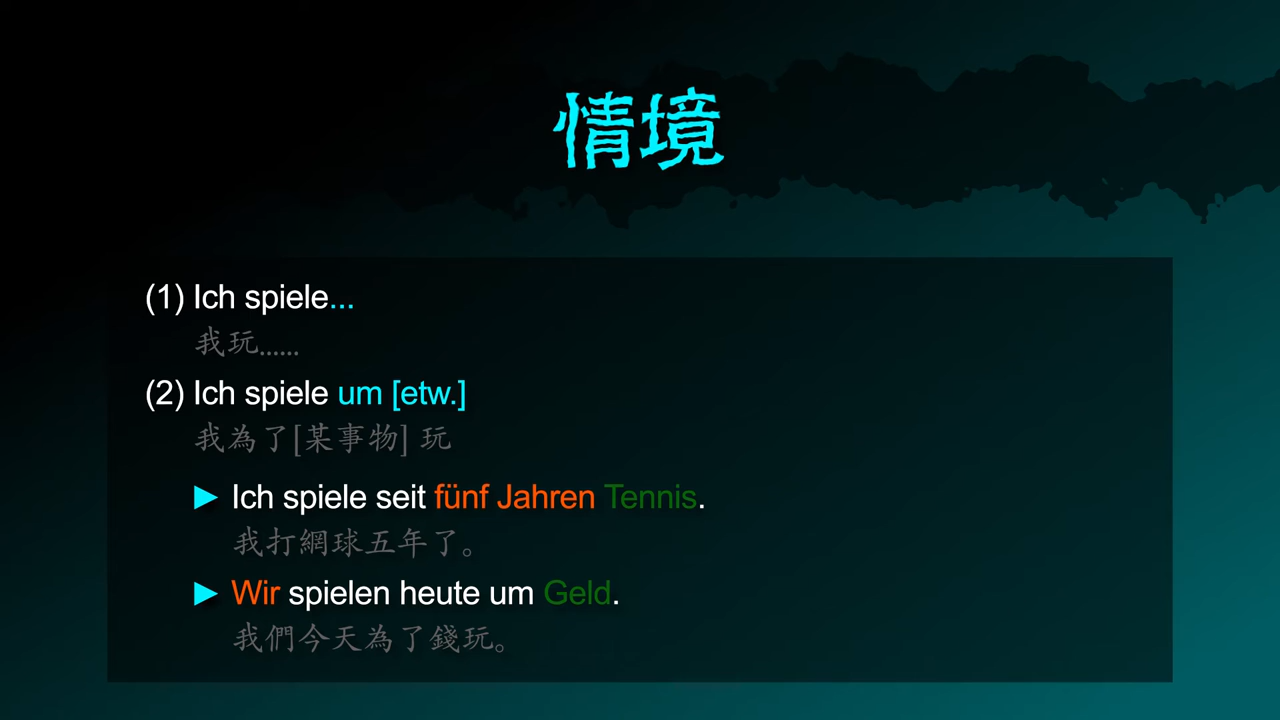 情境
(1) Ich spiele...
我玩......
(2) Ich spiele um [etw.]
我為了[某事物] 玩
► Ich spiele seit fünf Jahren Tennis.
我打網球五年了。
► Wir spielen heute um Geld.
我們今天為了錢玩。